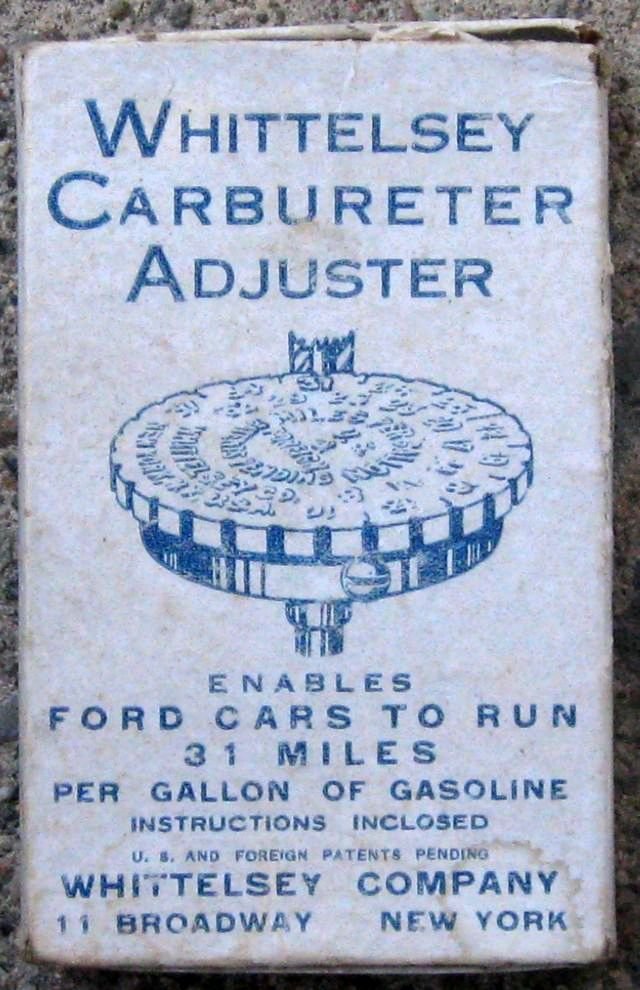 WHITTELSEY
CARBURETER
ADJUSTER
ENABLES
FORD CARS TO RUN
31 MILES
PER GALLON OF GASOLINE
INSTRUCTIONS INCLOSED
U. S. AND FOREIGN PATENTS PENDING
WHITTELSEY COMPANY
11 BROADWAY NEW YORK